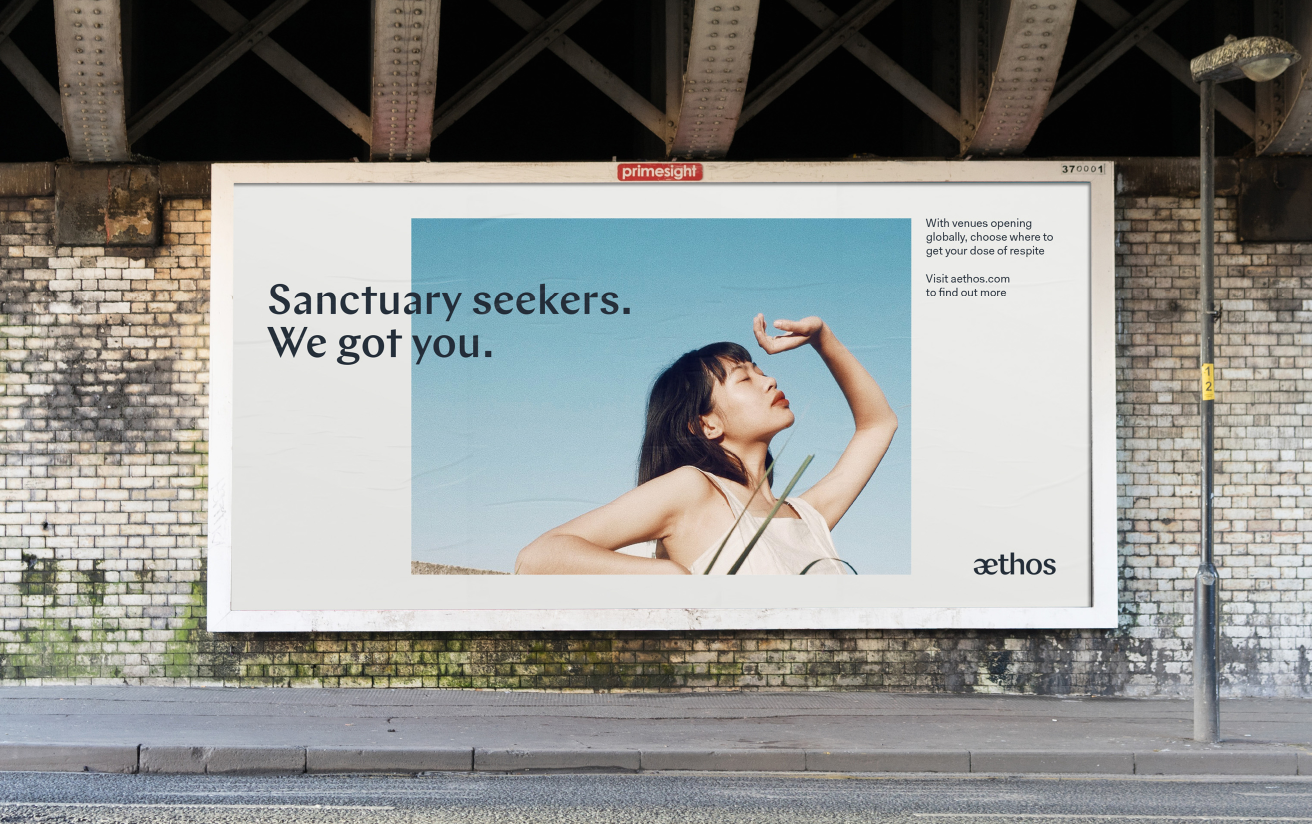 primesight
370001
Sanctuary seekers.
We got you.
With venues opening
globally, choose where to
get your dose of respite
Visit aethos.com
to find out more
æthos
1
2